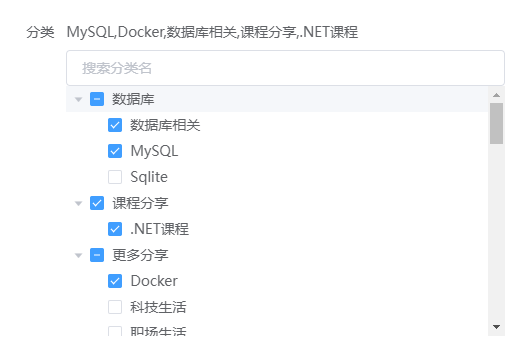 分类 MySQL,Docker,数据库相关,课程分享,.NET课程
搜索分类名
数据库
数据库相关
MySQL
Sqlite
课程分享
.NET课程
更多分享
Docker
科技生活
职场生活